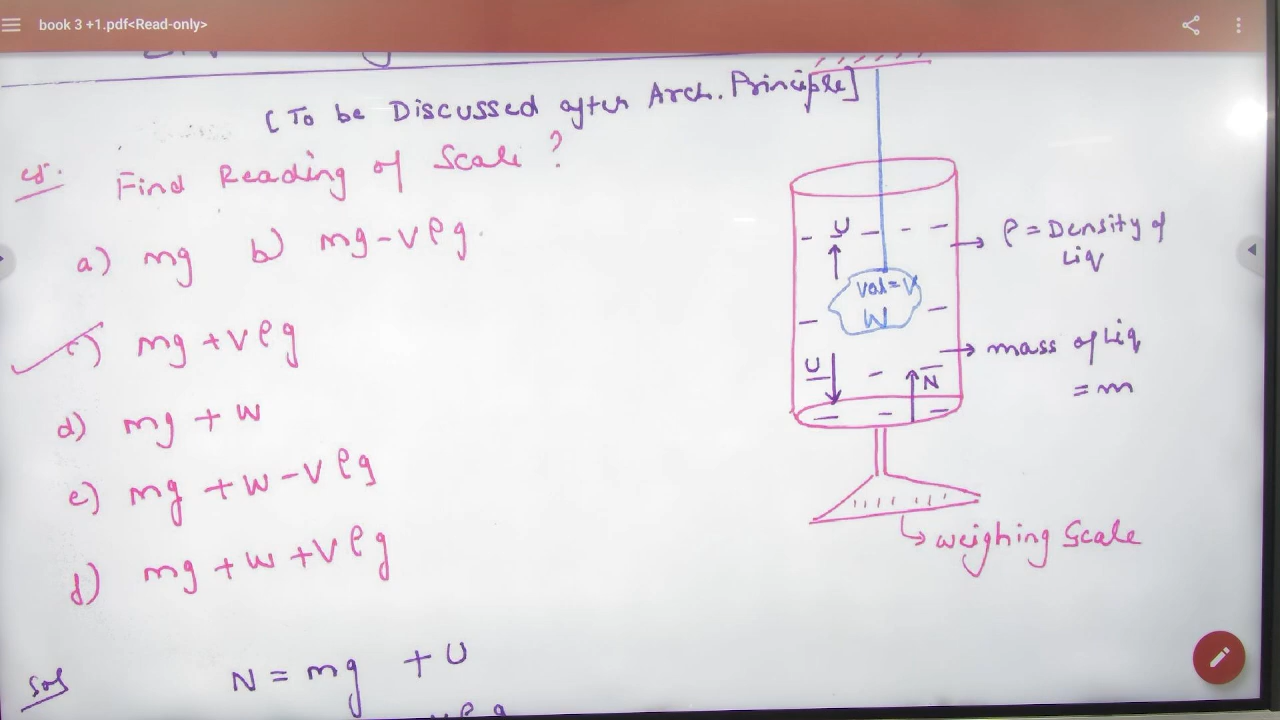 book 3 +1.pdf<Read-only>
[To be Discussed after Arch. Principle]
Find Reading of Scale ?
a) mg b) mg-Vρg.
c) mg +Vρg
d) mg + W
e) mg + W - Vρg
d) mg + W + Vρg
Sol N = mg + U
Vρg
U
Vol = V
W
U
N
ρ = Density of
Liq
mass of Liq
= m
weighing Scale